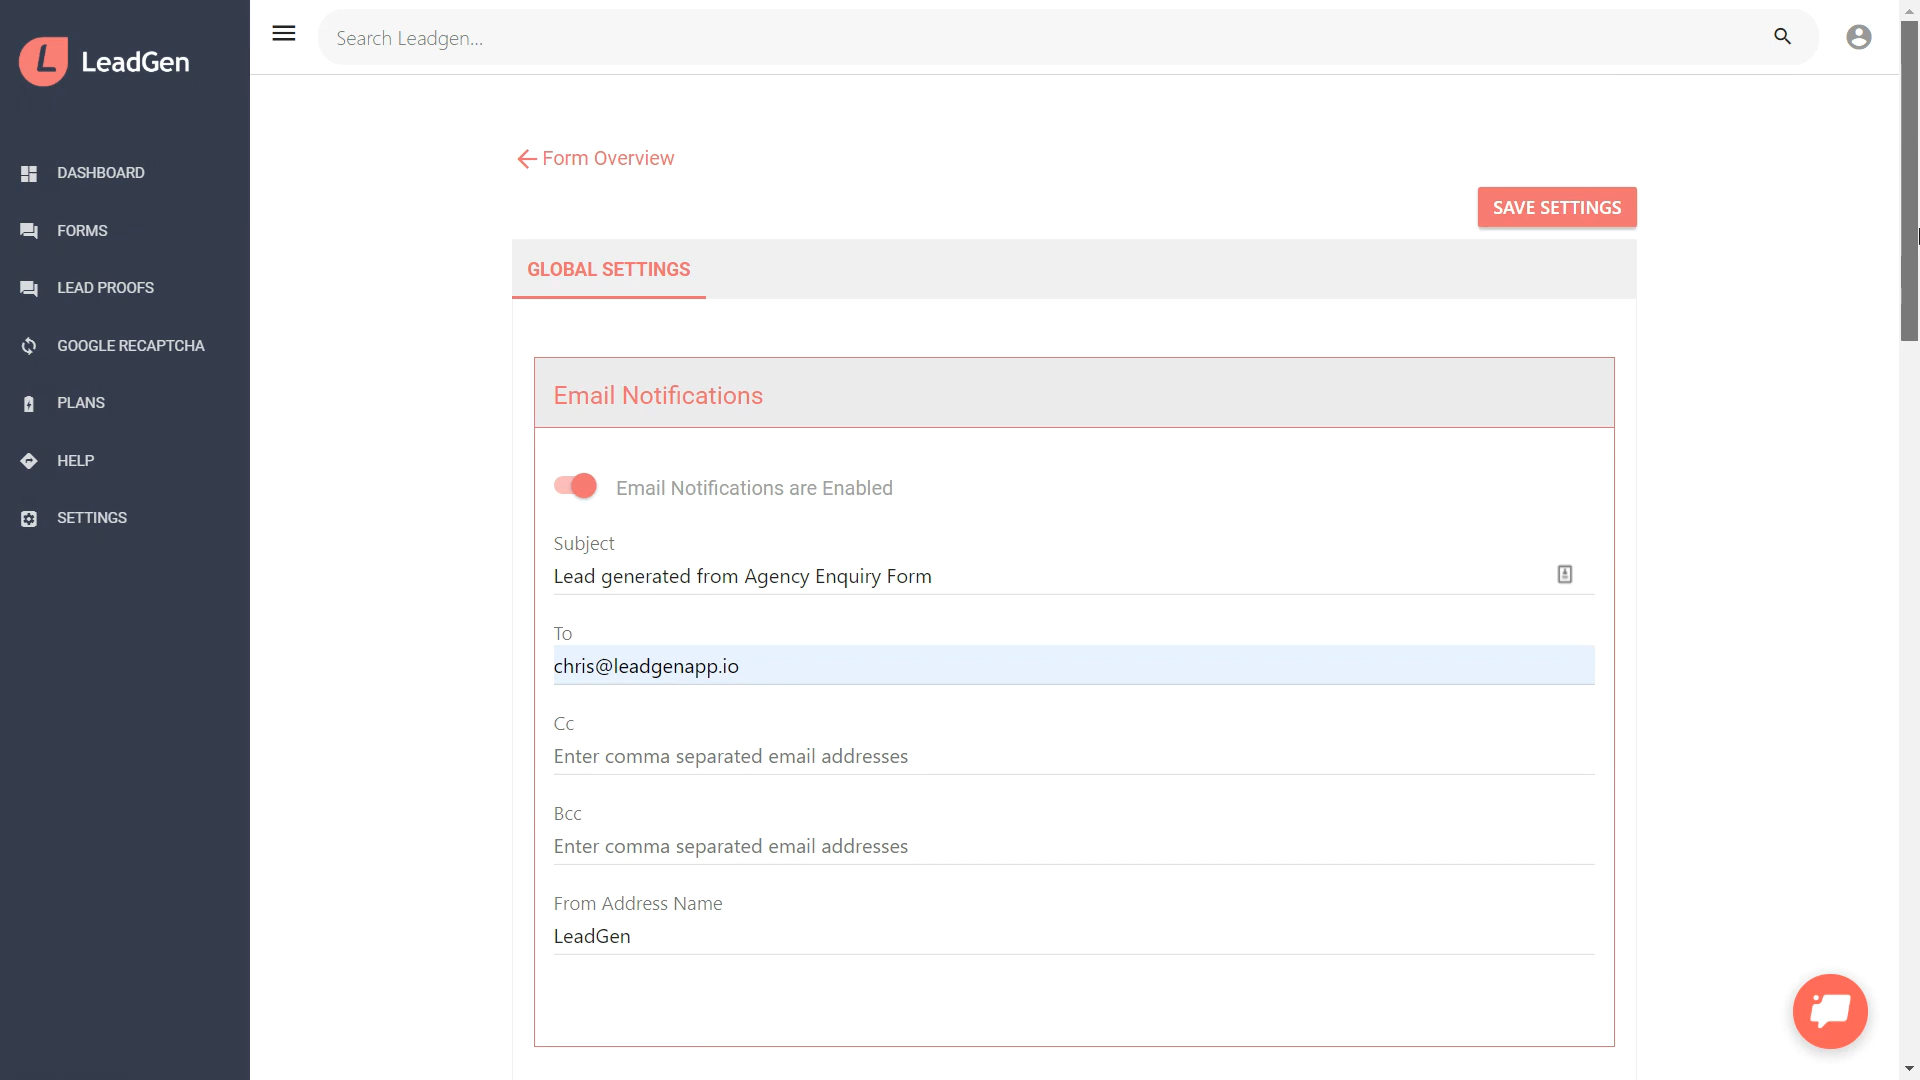 LeadGen
Search Leadgen...
DASHBOARD
FORMS
LEAD PROOFS
GOOGLE RECAPTCHA
PLANS
HELP
SETTINGS
Form Overview
SAVE SETTINGS
GLOBAL SETTINGS
Email Notifications
Email Notifications are Enabled
Subject
Lead generated from Agency Enquiry Form
To
chris@leadgenapp.io
Cc
Enter comma separated email addresses
Bcc
Enter comma separated email addresses
From Address Name
LeadGen